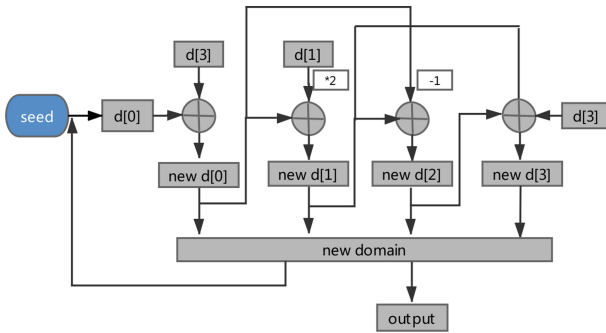 d[3]
d[1]
*2
-1
seed
d[0]
d[3]
new d[0]
new d[1]
new d[2]
new d[3]
new domain
output